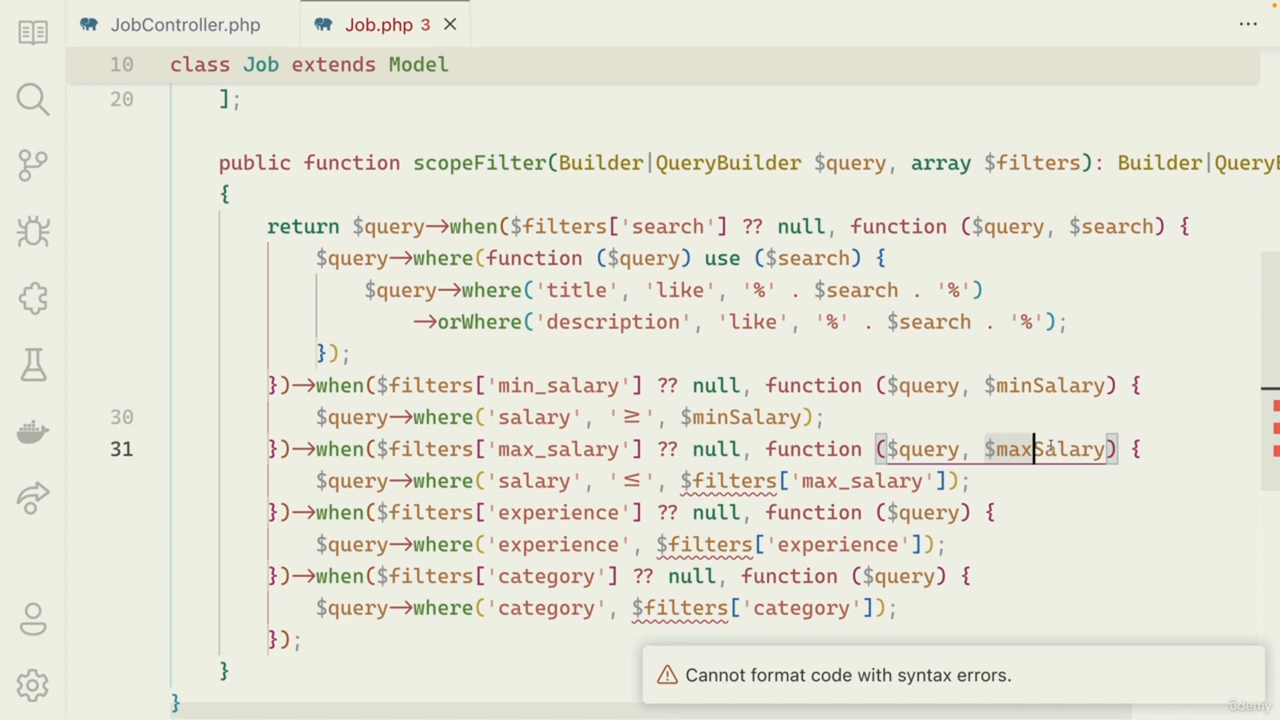 JobController.php
Job.php 3
10 class Job extends Model
20 ];
public function scopeFilter(Builder|QueryBuilder $query, array $filters): Builder|QueryB
{
return $query→when($filters['search'] ?? null, function ($query, $search) {
$query→where(function ($query) use ($search) {
$query→where('title', 'like', '%' . $search . '%')
→orWhere('description', 'like', '%' . $search . '%');
});
})→when($filters['min_salary'] ?? null, function ($query, $minSalary) {
30 $query→where('salary', '≥', $minSalary);
31 })→when($filters['max_salary'] ?? null, function ($query, $maxSalary) {
$query→where('salary', '≤', $filters['max_salary']);
})→when($filters['experience'] ?? null, function ($query) {
$query→where('experience', $filters['experience']);
})→when($filters['category'] ?? null, function ($query) {
$query→where('category', $filters['category']);
});
}
}
Cannot format code with syntax errors.
ûdemy